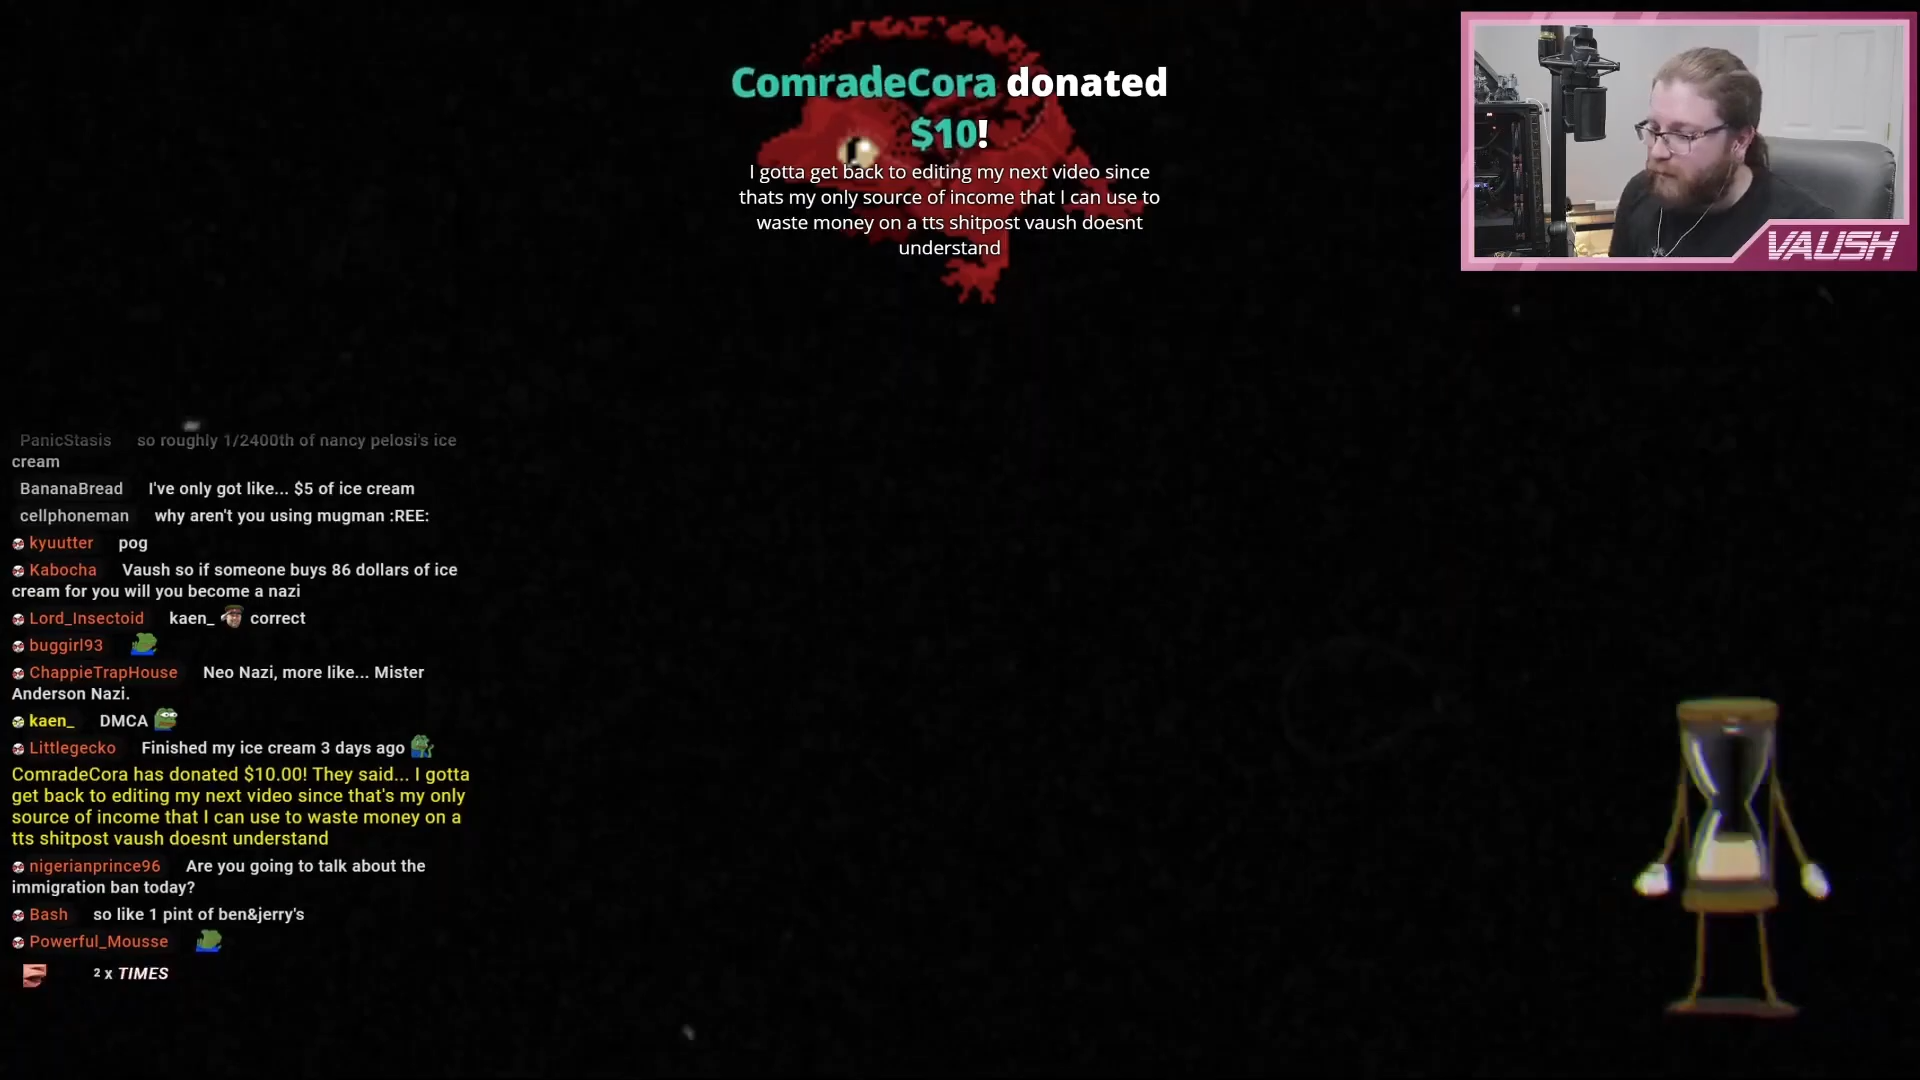 ComradeCora donated
$10!
I gotta get back to editing my next video since
thats my only source of income that I can use to
waste money on a tts shitpost vaush doesnt
understand
VAUSH
PanicStasis so roughly 1/2400th of nancy pelosi's ice
cream
BananaBread I've only got like... $5 of ice cream
cellphoneman why aren't you using mugman :REE:
kyuutter pog
Kabocha Vaush so if someone buys 86 dollars of ice
cream for you will you become a nazi
Lord_Insectoid kaen_ correct
buggirl93
ChappieTrapHouse Neo Nazi, more like... Mister
Anderson Nazi.
kaen_ DMCA
Littlegecko Finished my ice cream 3 days ago
ComradeCora has donated $10.00! They said... I gotta
get back to editing my next video since that's my only
source of income that I can use to waste money on a
tts shitpost vaush doesnt understand
nigerianprince96 Are you going to talk about the
immigration ban today?
Bash so like 1 pint of ben&jerry's
Powerful_Mousse
2 x TIMES